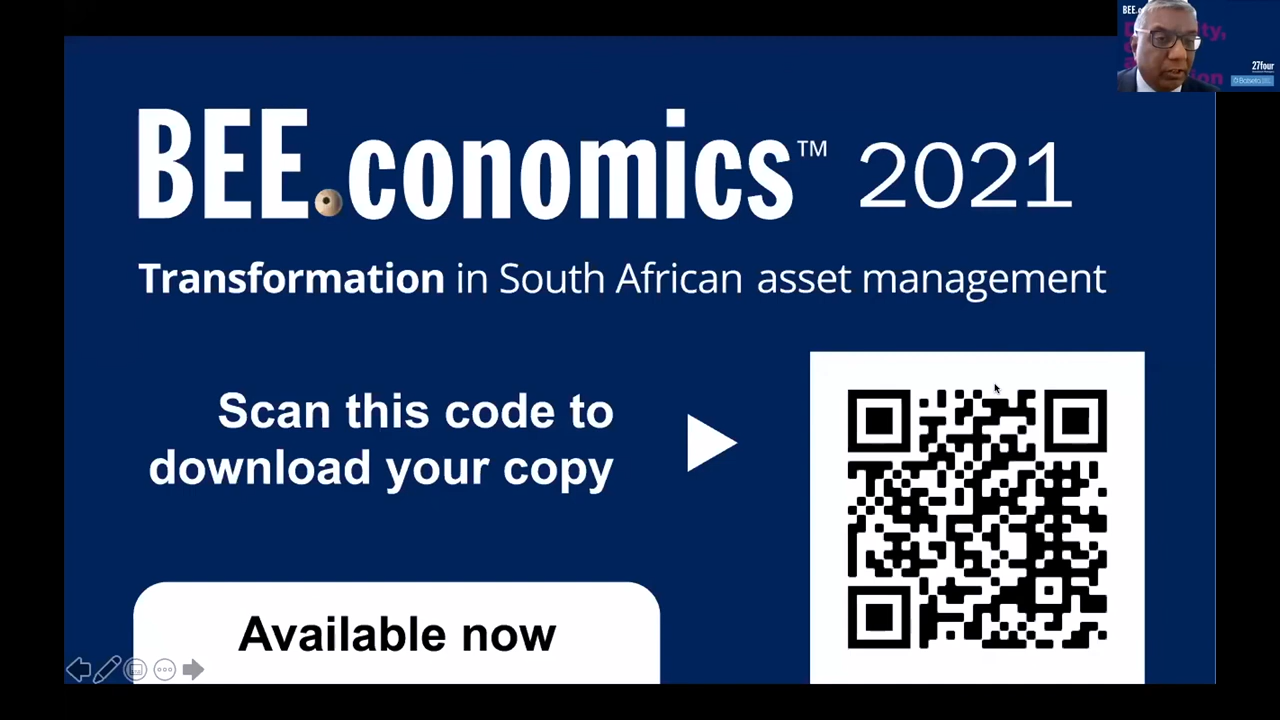 BEE.conomics™ 2021
Transformation in South African asset management
Scan this code to
download your copy
Available now
27four